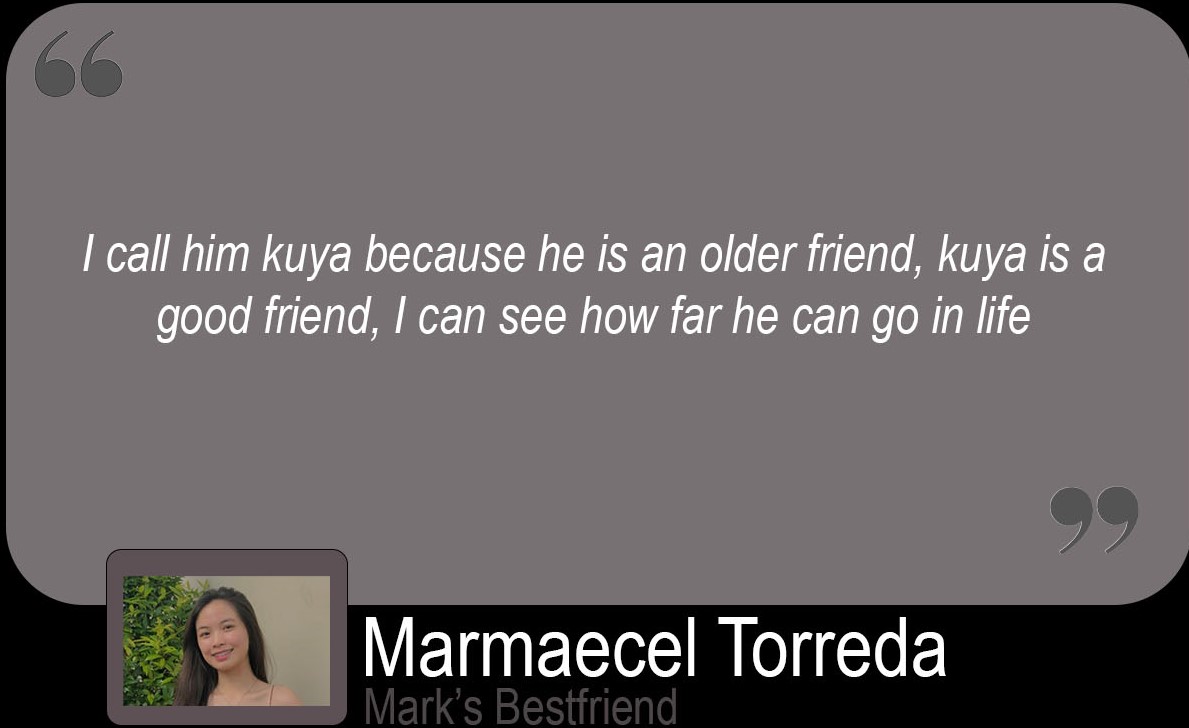 “
I call him kuya because he is an older friend, kuya is a
good friend, I can see how far he can go in life
”
Marmaecel Torreda
Mark’s Bestfriend